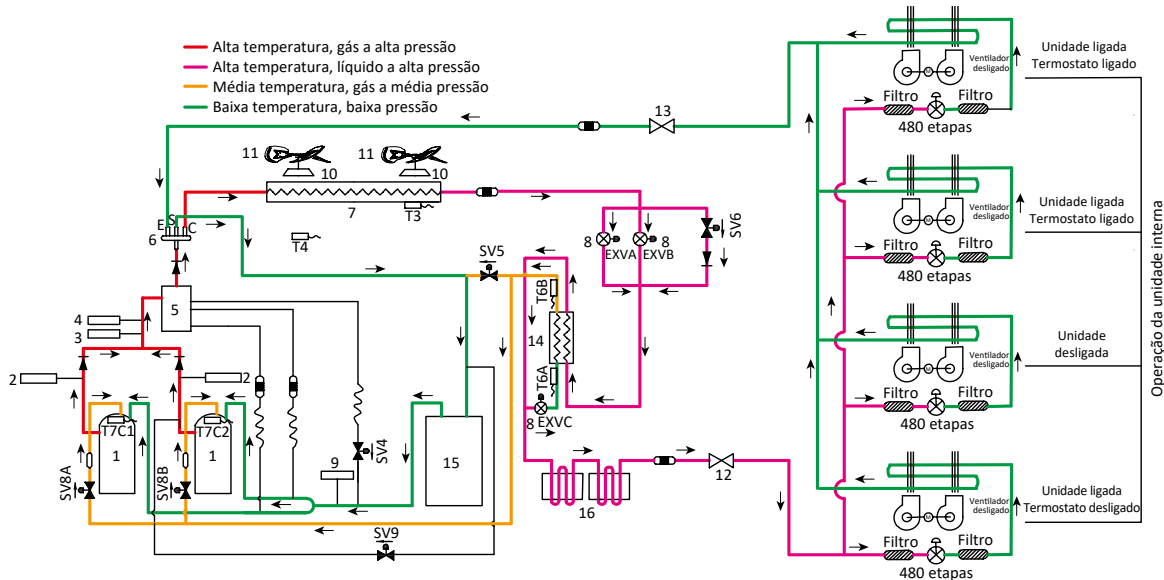 Alta temperatura, gás a alta pressão
Alta temperatura, líquido a alta pressão
Média temperatura, gás a média pressão
Baixa temperatura, baixa pressão
13
11
10
11
10
7
T3
T4
E
S
C
6
5
4
3
2
2
T7C1
T7C2
1
1
SV8A
SV8B
SV9
SV4
9
15
SV5
T6B
14
T6A
8
EXVC
8
EXVA
EXVB
8
SV6
16
12
Ventilador
desligado
M
Filtro
Filtro
480 etapas
Unidade ligada
Termostato ligado
Ventilador
desligado
M
Filtro
Filtro
480 etapas
Unidade ligada
Termostato ligado
Ventilador
desligado
M
Filtro
Filtro
480 etapas
Unidade
desligada
Ventilador
desligado
M
Filtro
Filtro
480 etapas
Unidade ligada
Termostato desligado
Operação da unidade interna